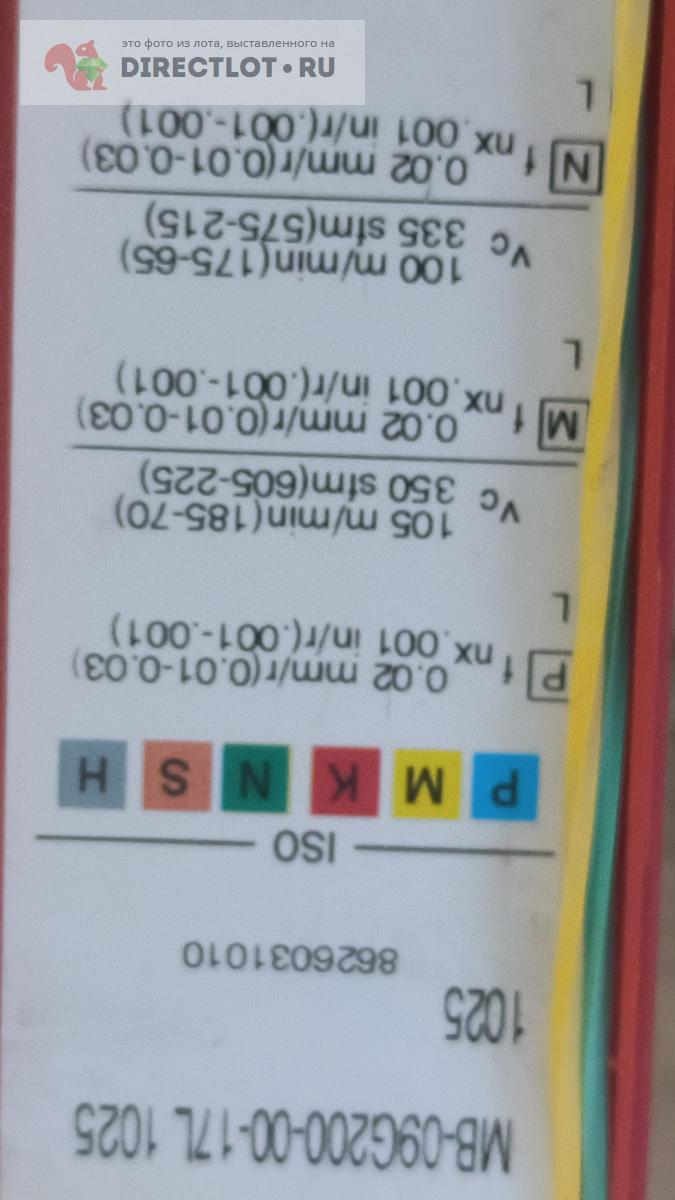 это фото из лота, выставленного на
DIRECTLOT•RU
MB-09G200-00-17L 1025
1025
8626031010
ISO
P M K N S H
P f nx 0.02 mm/r(0.01-0.03)
.001 in/r(.001-.001)
L
vc 105 m/min(185-70)
350 sfm(605-225)
M f nx 0.02 mm/r(0.01-0.03)
.001 in/r(.001-.001)
L
vc 100 m/min(175-65)
335 sfm(575-215)
N f nx 0.02 mm/r(0.01-0.03)
.001 in/r(.001-.001)
L